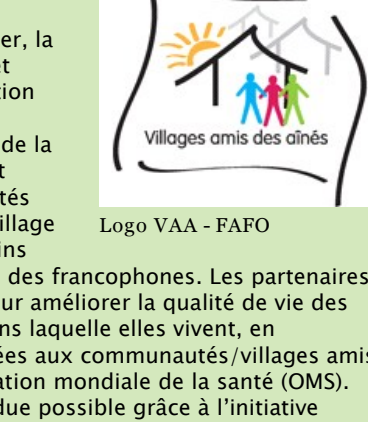 er, la
et
tion
de la
t
tés
illage
ins
Villages amis des aînés
Logo VAA - FAFO
des francophones. Les partenaires
ur améliorer la qualité de vie des
ns laquelle elles vivent, en
ées aux communautés/villages amis
ation mondiale de la santé (OMS).
due possible grâce à l'initiative